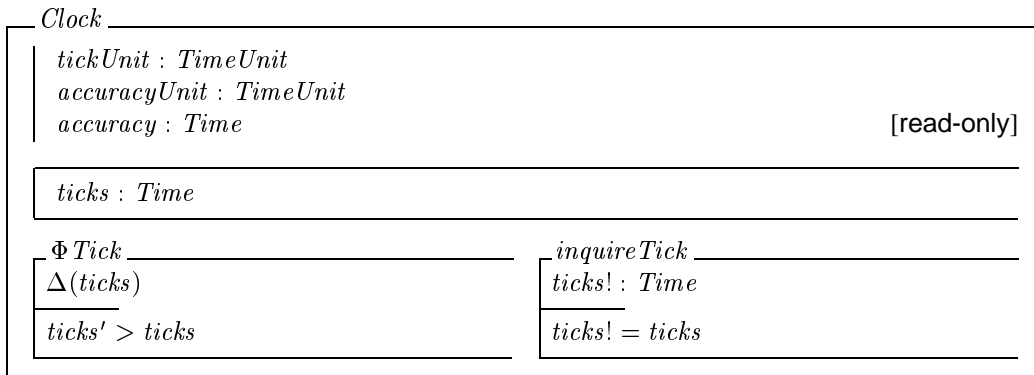 Clock
tickUnit : TimeUnit
accuracyUnit : TimeUnit
accuracy : Time [read-only]
ticks : Time
Φ Tick
Δ(ticks)
ticks′ > ticks
inquireTick
ticks! : Time
ticks! = ticks